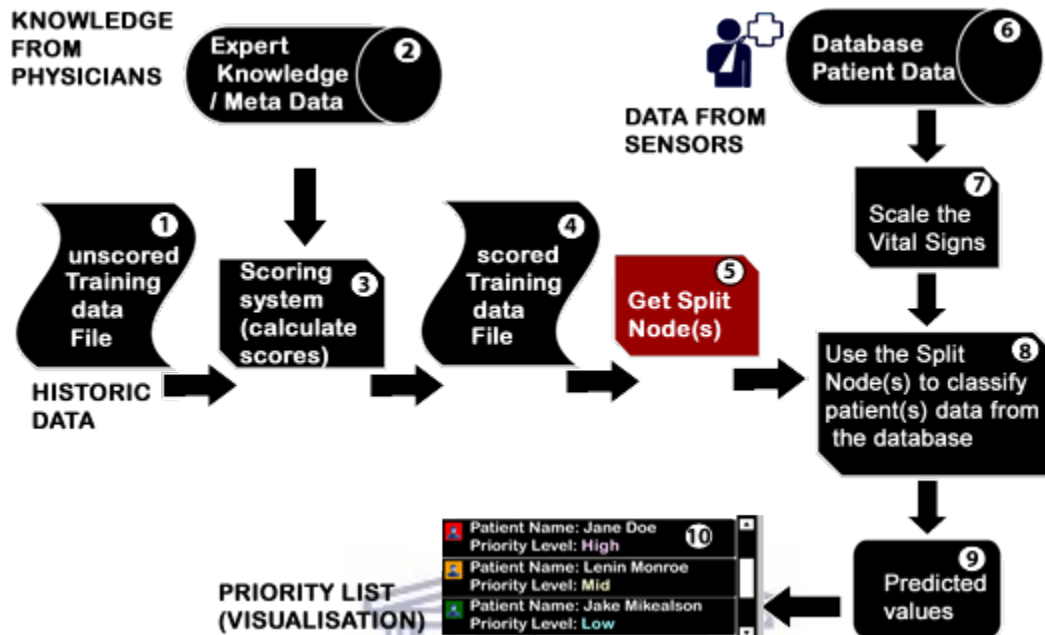 KNOWLEDGE
FROM
PHYSICIANS
2
Expert
Knowledge
/ Meta Data
DATA FROM
SENSORS
6
Database
Patient Data
7
Scale the
Vital Signs
1
unscored
Training
data
File
HISTORIC
DATA
3
Scoring
system
(calculate
scores)
4
scored
Training
data
File
5
Get Split
Node(s)
8
Use the Split
Node(s) to classify
patient(s) data from
the database
9
Predicted
values
PRIORITY LIST
(VISUALISATION)
10
Patient Name: Jane Doe
Priority Level: High
Patient Name: Lenin Monroe
Priority Level: Mid
Patient Name: Jake Mikealson
Priority Level: Low